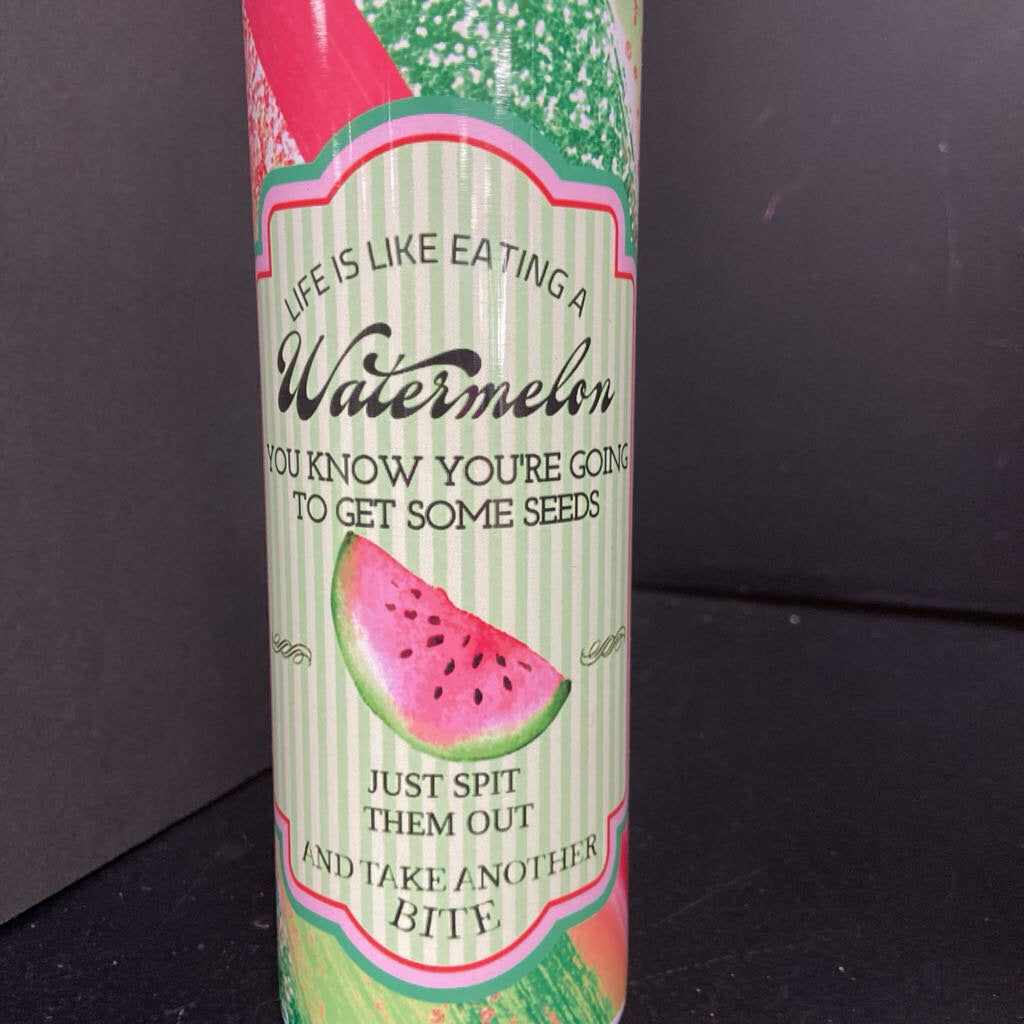 LIFE IS LIKE EATING A
Watermelon
YOU KNOW YOU'RE GOING
TO GET SOME SEEDS
JUST SPIT
THEM OUT
AND TAKE ANOTHER
BITE